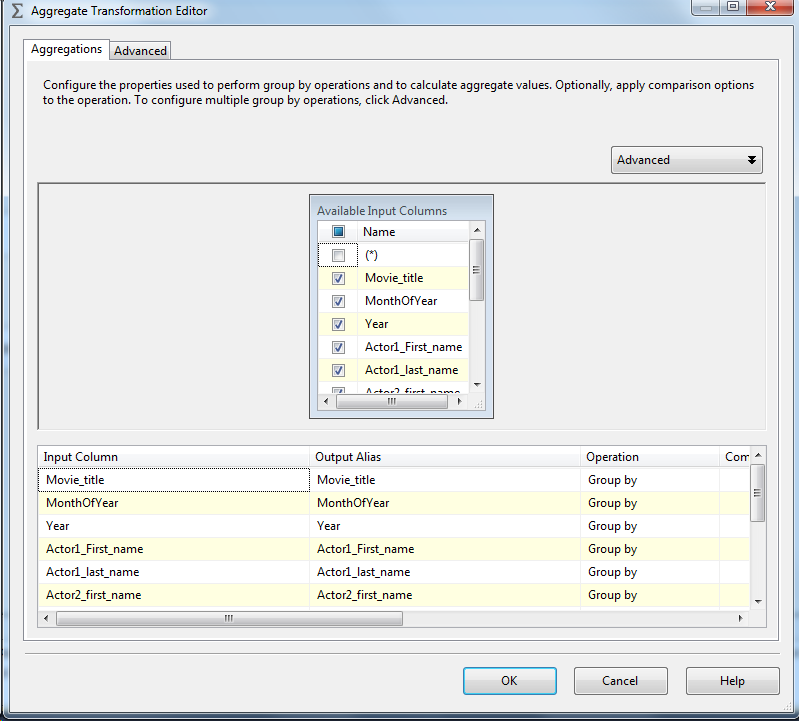 Aggregate Transformation Editor
Aggregations Advanced
Configure the properties used to perform group by operations and to calculate aggregate values. Optionally, apply comparison options
to the operation. To configure multiple group by operations, click Advanced.
Advanced
Available Input Columns
Name
(*)
Movie_title
MonthOfYear
Year
Actor1_First_name
Actor1_last_name
Actor2_first_name
Input Column Output Alias Operation Com
Movie_title Movie_title Group by
MonthOfYear MonthOfYear Group by
Year Year Group by
Actor1_First_name Actor1_First_name Group by
Actor1_last_name Actor1_last_name Group by
Actor2_first_name Actor2_first_name Group by
OK Cancel Help